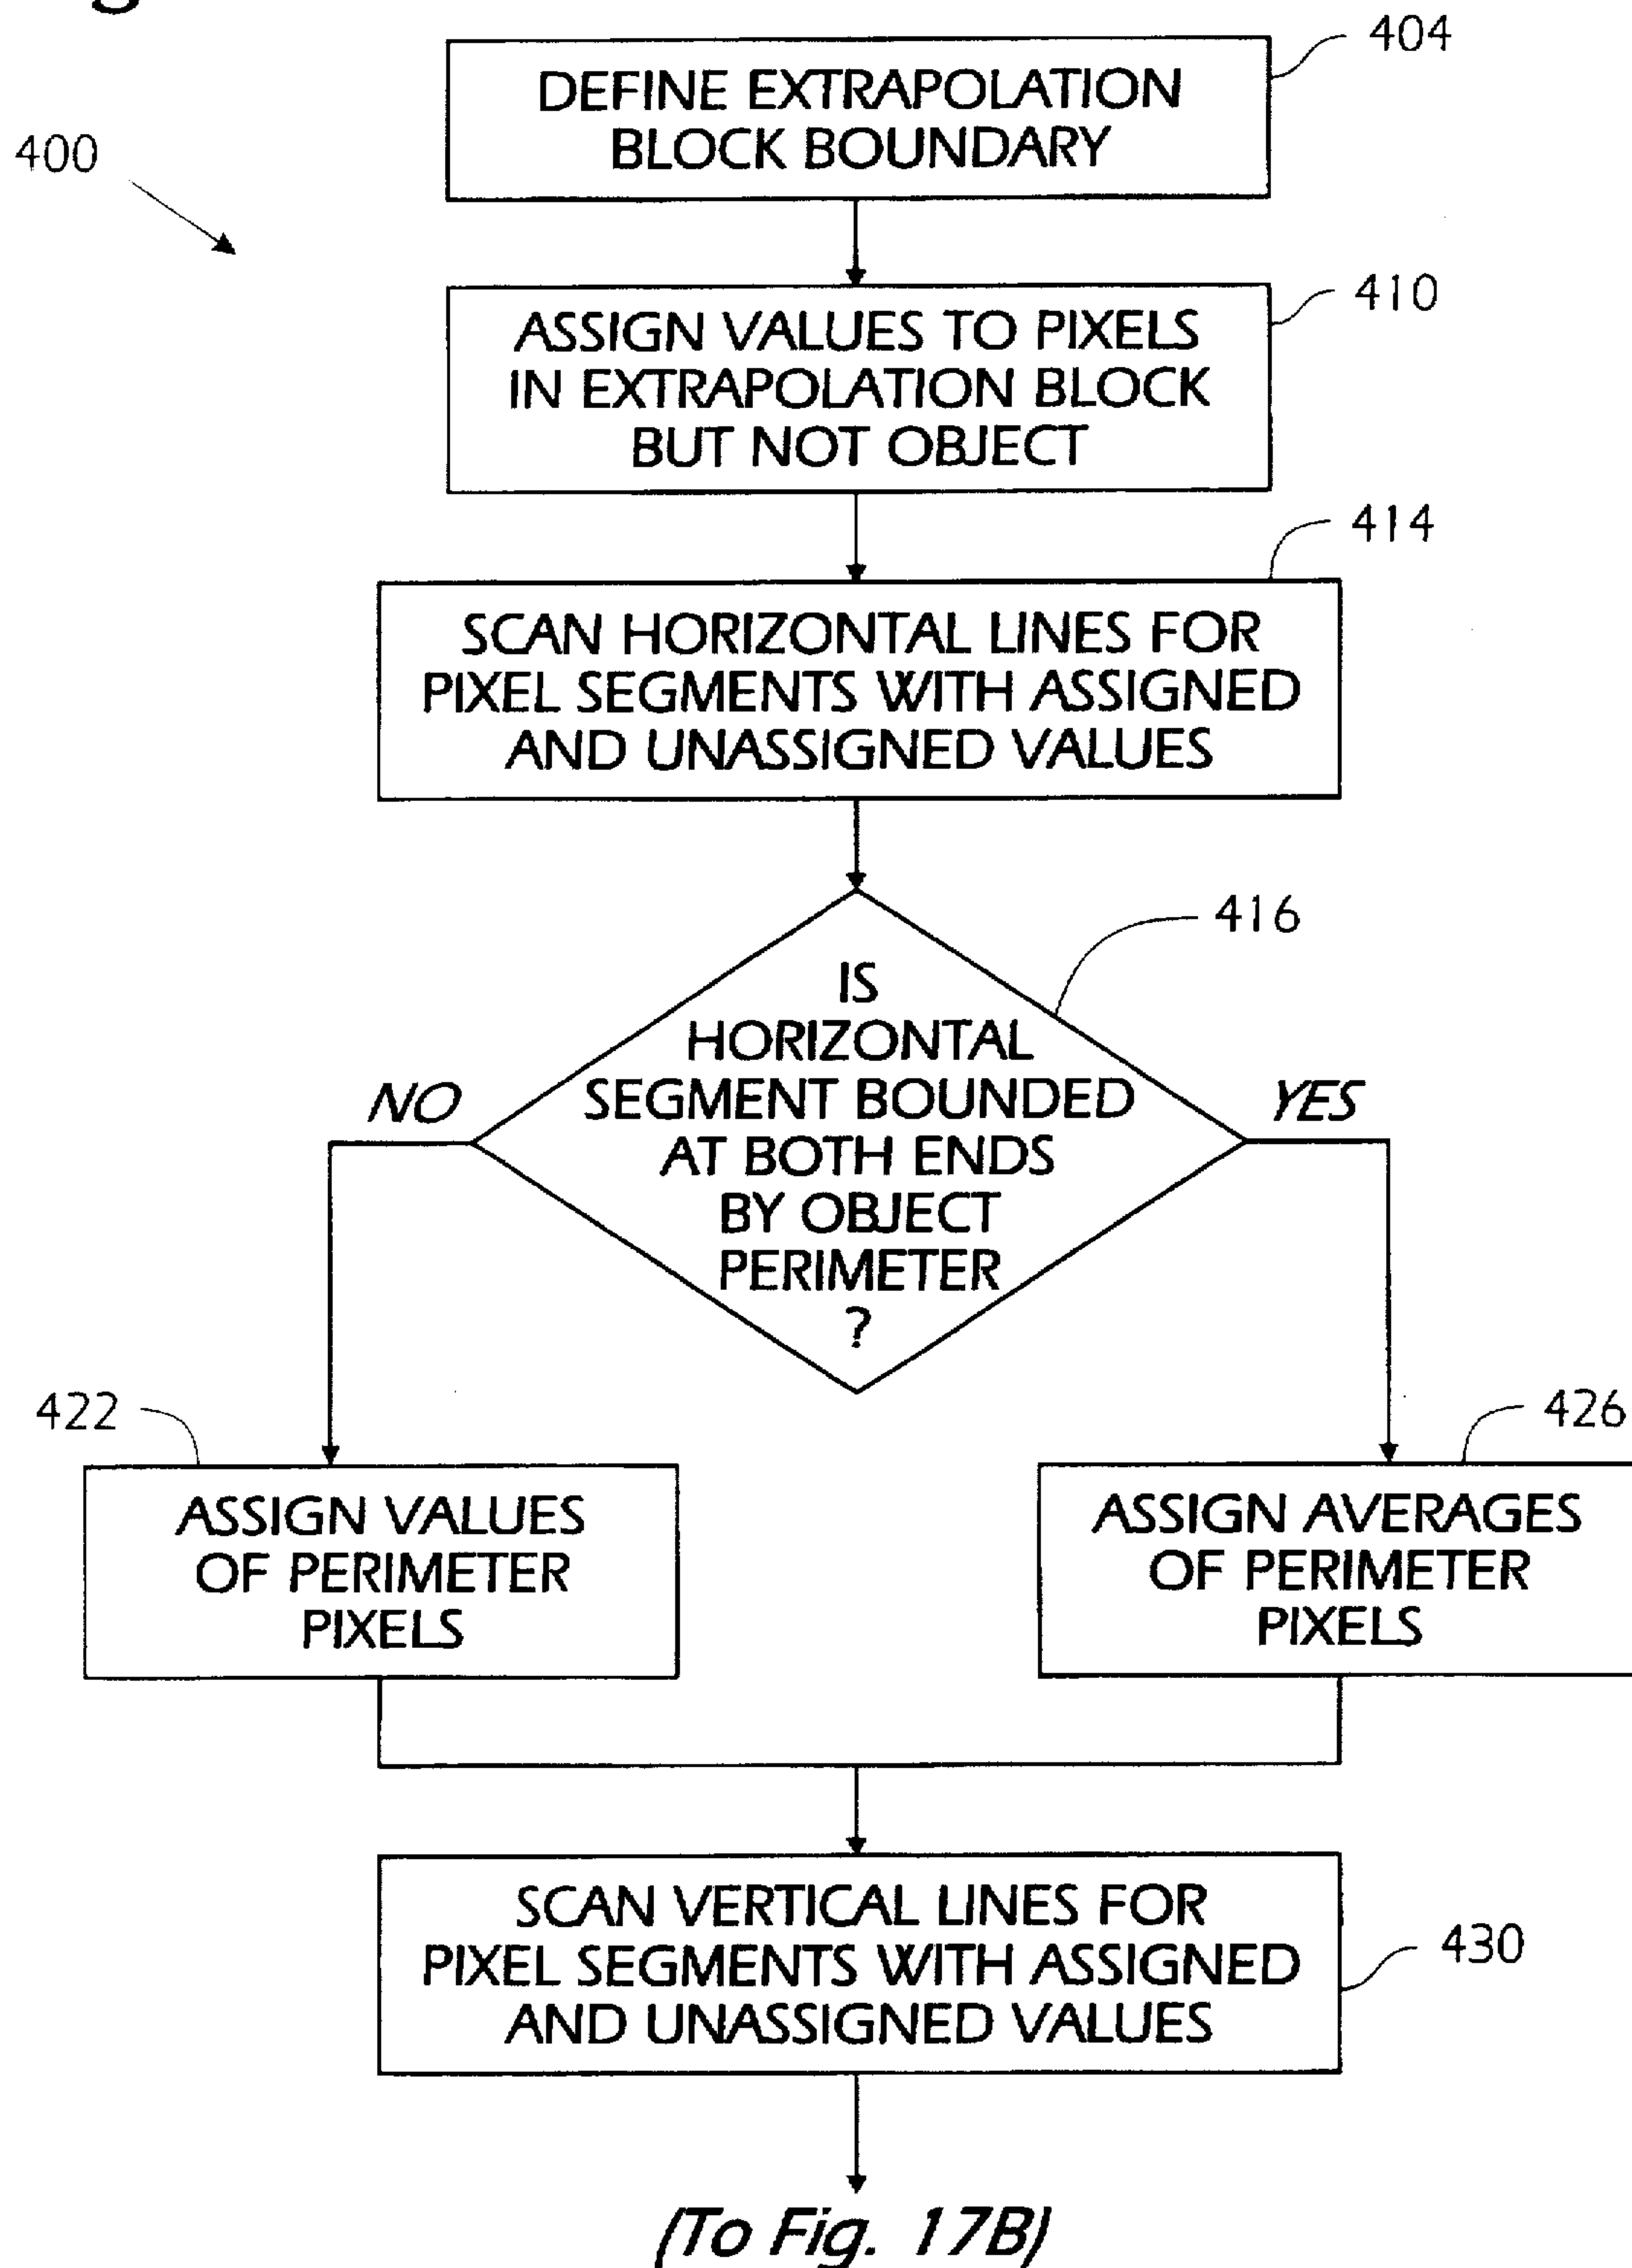 404
DEFINE EXTRAPOLATION
BLOCK BOUNDARY
400
410
ASSIGN VALUES TO PIXELS
IN EXTRAPOLATION BLOCK
BUT NOT OBJECT
414
SCAN HORIZONTAL LINES FOR
PIXEL SEGMENTS WITH ASSIGNED
AND UNASSIGNED VALUES
416
IS
HORIZONTAL
SEGMENT BOUNDED
AT BOTH ENDS
BY OBJECT
PERIMETER
?
NO
YES
422
426
ASSIGN VALUES
OF PERIMETER
PIXELS
ASSIGN AVERAGES
OF PERIMETER
PIXELS
SCAN VERTICAL LINES FOR
PIXEL SEGMENTS WITH ASSIGNED
AND UNASSIGNED VALUES
430
(To Fig. 17B)